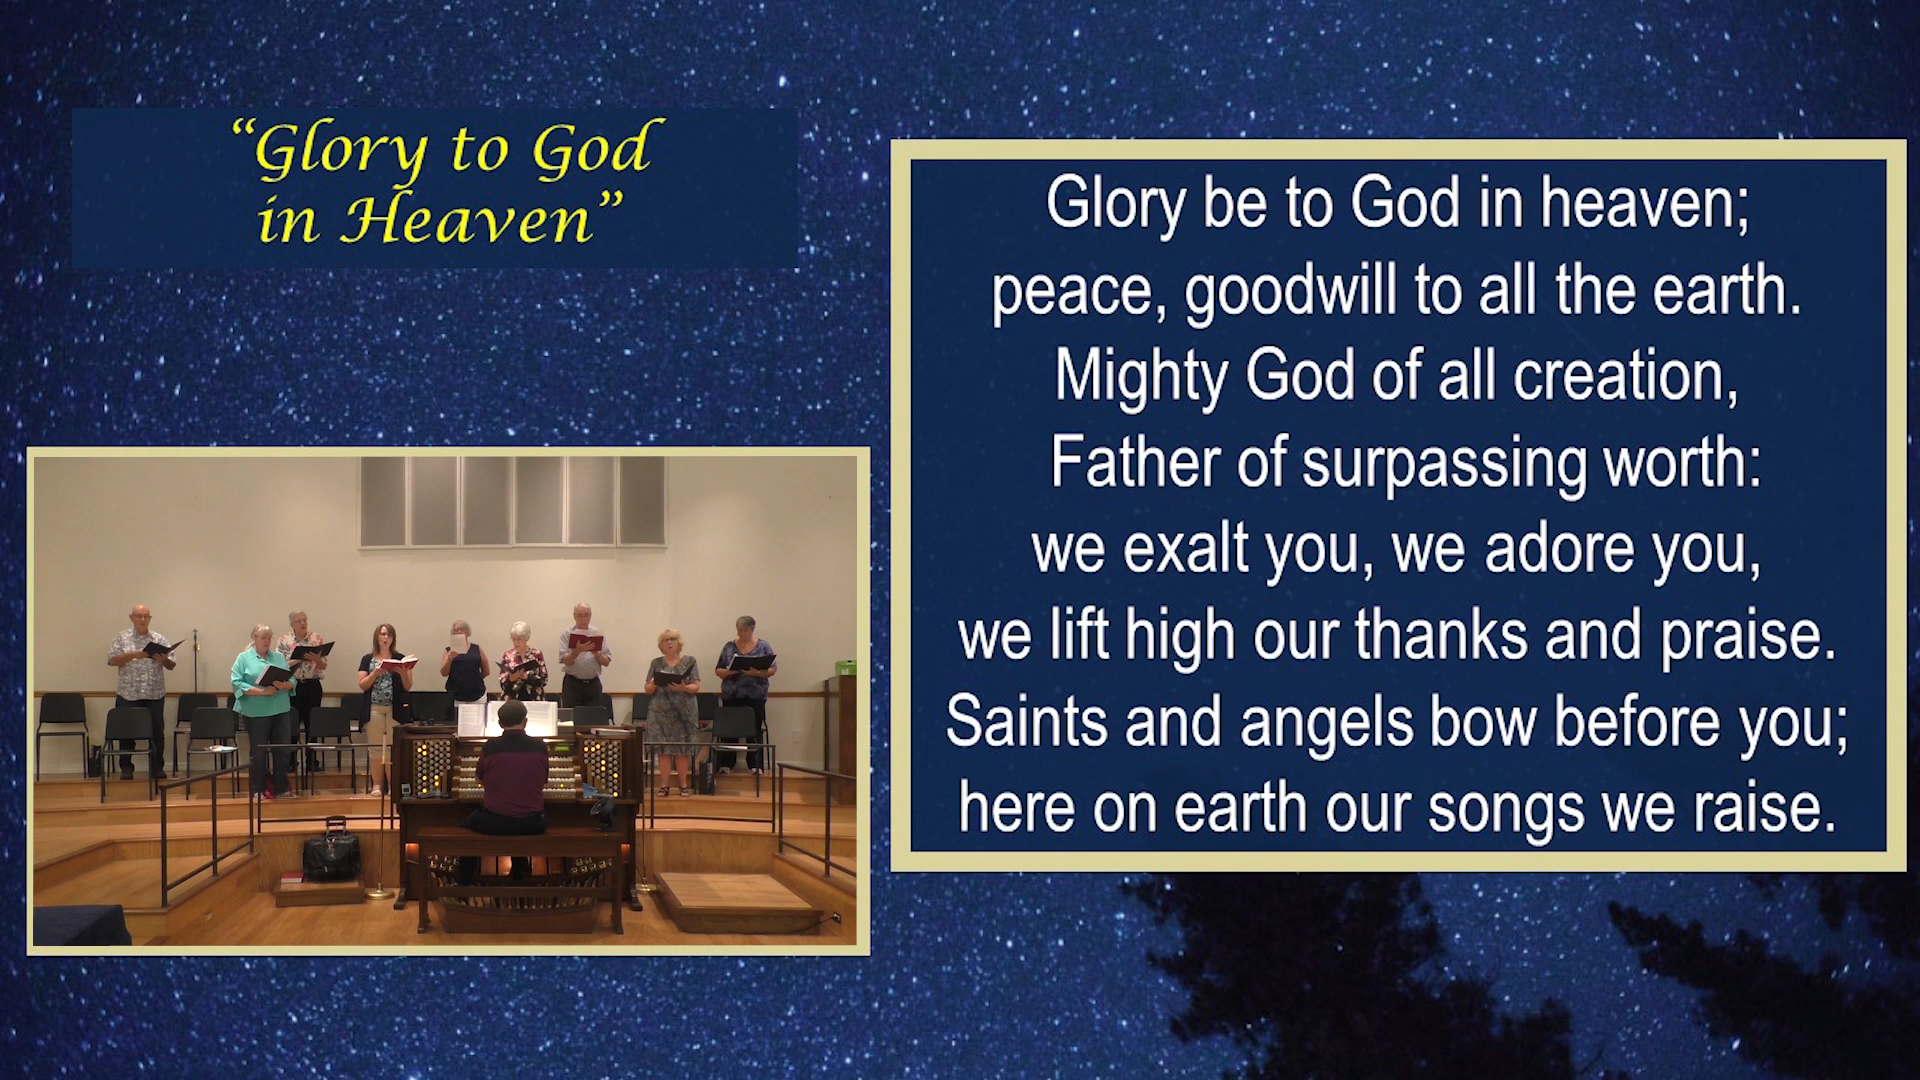 “Glory to God
in Heaven”
Glory be to God in heaven;
peace, goodwill to all the earth.
Mighty God of all creation,
Father of surpassing worth:
we exalt you, we adore you,
we lift high our thanks and praise.
Saints and angels bow before you;
here on earth our songs we raise.